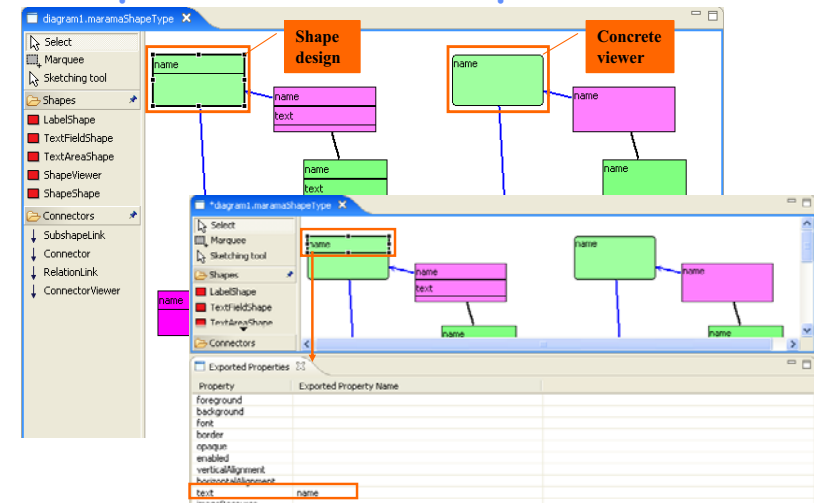 diagram1.maramaShapeType
Select
Marquee
Sketching tool
Shapes
LabelShape
TextFieldShape
TextAreaShape
ShapeViewer
ShapeShape
Connectors
SubshapeLink
Connector
RelationLink
ConnectorViewer
Shape
design
Concrete
viewer
name
name
text
name
text
name
name
name
name
*diagram1.maramaShapeType
Select
Marquee
Sketching tool
Shapes
LabelShape
TextFieldShape
TextAreaShape
Connectors
name
name
text
name
name
name
name
Exported Properties
Property Exported Property Name
foreground
background
font
border
opaque
enabled
verticalAlignment
horizontalAlignment
text name